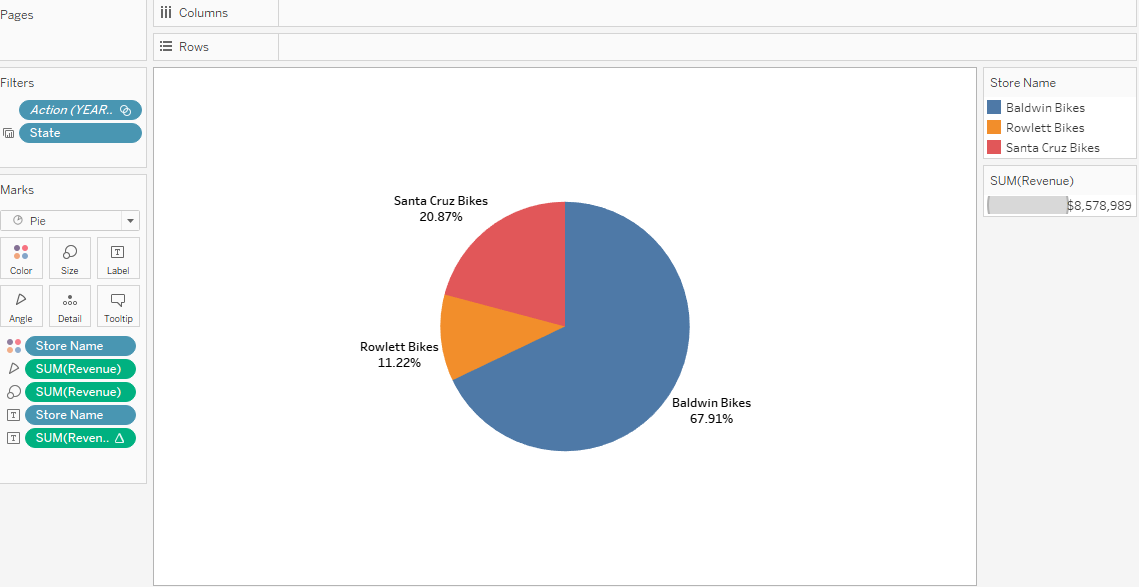 Pages
Columns
Rows
Filters
Action (YEAR..
State
Marks
Pie
Color
Size
Label
Angle
Detail
Tooltip
Store Name
SUM(Revenue)
SUM(Revenue)
Store Name
SUM(Reven..
Santa Cruz Bikes
20.87%
Rowlett Bikes
11.22%
Baldwin Bikes
67.91%
Store Name
Baldwin Bikes
Rowlett Bikes
Santa Cruz Bikes
SUM(Revenue)
$8,578,989